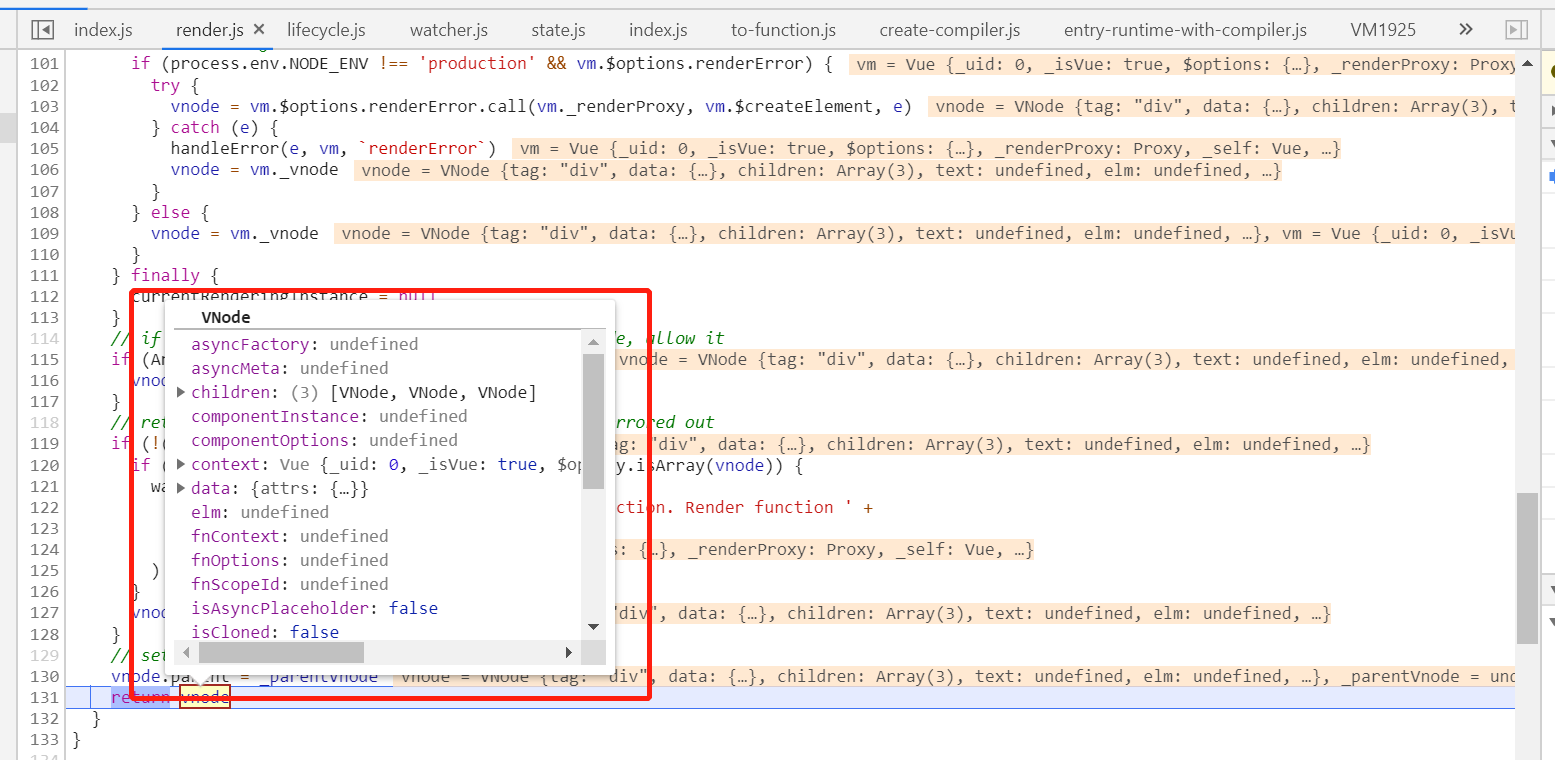 index.js render.js × lifecycle.js watcher.js state.js index.js to-function.js create-compiler.js entry-runtime-with-compiler.js VM1925 »
101 if (process.env.NODE_ENV !== 'production' && vm.$options.renderError) { vm = Vue {_uid: 0, _isVue: true, $options: {…}, _renderProxy: Proxy
102 try {
103 vnode = vm.$options.renderError.call(vm._renderProxy, vm.$createElement, e) vnode = VNode {tag: "div", data: {…}, children: Array(3), t
104 } catch (e) {
105 handleError(e, vm, `renderError`) vm = Vue {_uid: 0, _isVue: true, $options: {…}, _renderProxy: Proxy, _self: Vue, …}
106 vnode = vm._vnode vnode = VNode {tag: "div", data: {…}, children: Array(3), text: undefined, elm: undefined, …}
107 }
108 } else {
109 vnode = vm._vnode vnode = VNode {tag: "div", data: {…}, children: Array(3), text: undefined, elm: undefined, …}, vm = Vue {_uid: 0, _isVu
110 }
111 } finally {
112 currentRenderingInstance = null
113 }
114 // if e, allow it
115 if (Ar vnode = VNode {tag: "div", data: {…}, children: Array(3), text: undefined, elm: undefined,
116 vnod
117 }
118 // ret rrored out
119 if (!( ag: "div", data: {…}, children: Array(3), text: undefined, elm: undefined, …}
120 if ( y.isArray(vnode)) {
121 wa
122 ction. Render function ' +
123
124 s: {…}, _renderProxy: Proxy, _self: Vue, …}
125 )
126 }
127 vnod "div", data: {…}, children: Array(3), text: undefined, elm: undefined, …}
128 }
129 // set
130 vnode.parent = _parentVnode vnode = VNode {tag: "div", data: {…}, children: Array(3), text: undefined, elm: undefined, …}, _parentVnode = und
131 return vnode
132 }
133 }
134
VNode
asyncFactory: undefined
asyncMeta: undefined
children: (3) [VNode, VNode, VNode]
componentInstance: undefined
componentOptions: undefined
context: Vue {_uid: 0, _isVue: true, $op
data: {attrs: {…}}
elm: undefined
fnContext: undefined
fnOptions: undefined
fnScopeId: undefined
isAsyncPlaceholder: false
isCloned: false